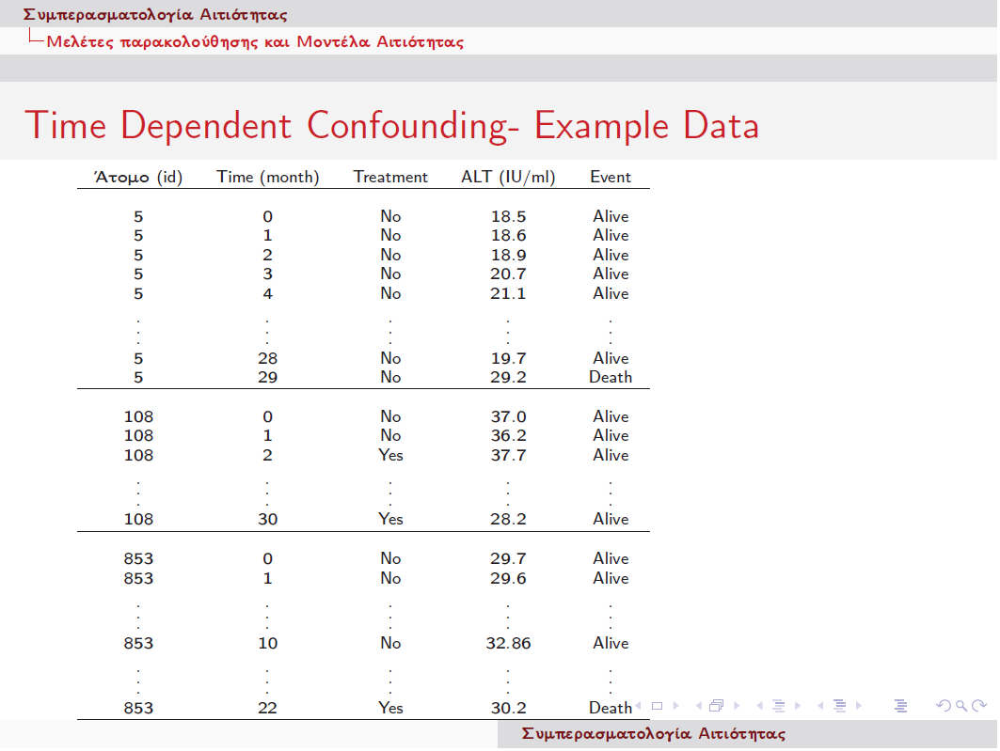 Συμπερασματολογία Αιτιότητας
Μελέτες παρακολούθησης και Μοντέλα Αιτιότητας
Time Dependent Confounding- Example Data
Άτομο (id) Time (month) Treatment ALT (IU/ml) Event
5 0 No 18.5 Alive
5 1 No 18.6 Alive
5 2 No 18.9 Alive
5 3 No 20.7 Alive
5 4 No 21.1 Alive
. . . . .
. . . . .
. . . . .
5 28 No 19.7 Alive
5 29 No 29.2 Death
108 0 No 37.0 Alive
108 1 No 36.2 Alive
108 2 Yes 37.7 Alive
. . . . .
. . . . .
. . . . .
108 30 Yes 28.2 Alive
853 0 No 29.7 Alive
853 1 No 29.6 Alive
. . . . .
. . . . .
. . . . .
853 10 No 32.86 Alive
. . . . .
. . . . .
. . . . .
853 22 Yes 30.2 Death
Συμπερασματολογία Αιτιότητας